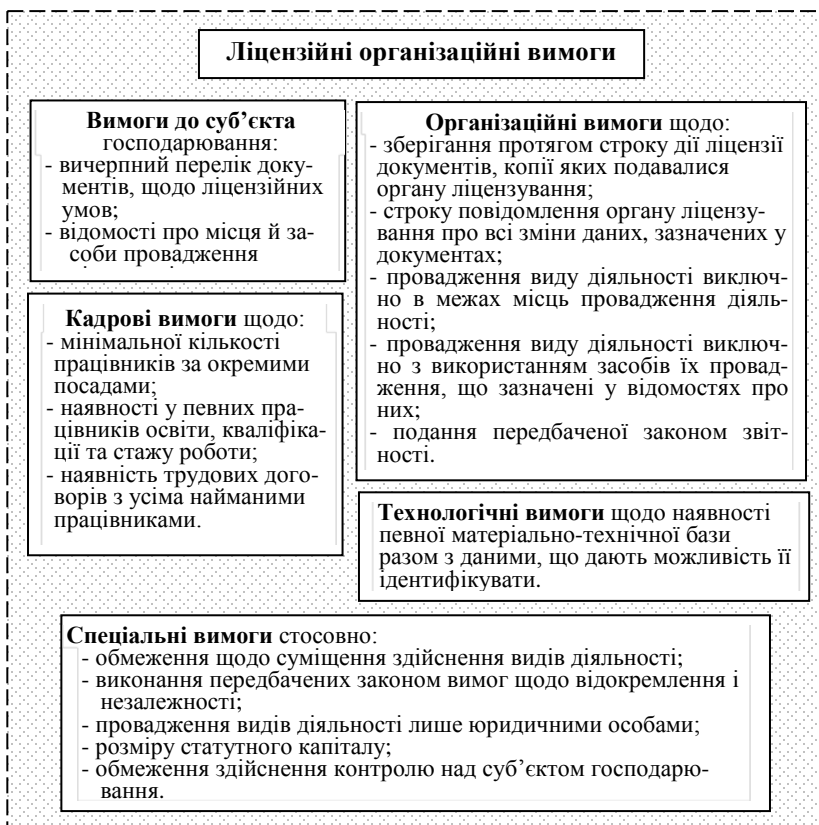 Ліцензійні організаційні вимоги
Вимоги до суб’єкта
господарювання:
- вичерпний перелік доку-
ментів, щодо ліцензійних
умов;
- відомості про місця й за-
соби провадження
Кадрові вимоги щодо:
- мінімальної кількості
працівників за окремими
посадами;
- наявності у певних пра-
цівників освіти, кваліфіка-
ції та стажу роботи;
- наявність трудових дого-
ворів з усіма найманими
працівниками.
Організаційні вимоги щодо:
- зберігання протягом строку дії ліцензії
документів, копії яких подавалися
органу ліцензування;
- строку повідомлення органу ліцензу-
вання про всі зміни даних, зазначених у
документах;
- провадження виду діяльності виключ-
но в межах місць провадження діяль-
ності;
- провадження виду діяльності виключ-
но з використанням засобів їх провад-
ження, що зазначені у відомостях про
них;
- подання передбаченої законом звіт-
ності.
Технологічні вимоги щодо наявності
певної матеріально-технічної бази
разом з даними, що дають можливість її
ідентифікувати.
Спеціальні вимоги стосовно:
- обмеження щодо суміщення здійснення видів діяльності;
- виконання передбачених законом вимог щодо відокремлення і
незалежності;
- провадження видів діяльності лише юридичними особами;
- розміру статутного капіталу;
- обмеження здійснення контролю над суб’єктом господарю-
вання.